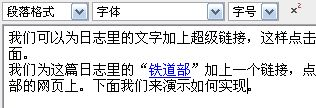 段落格式 字体 字号 ×²
我们可以为日志里的文字加上超级链接，这样点击
面。
我们为这篇日志里的“铁道部”加上一个链接，点
部的网页上。下面我们来演示如何实现